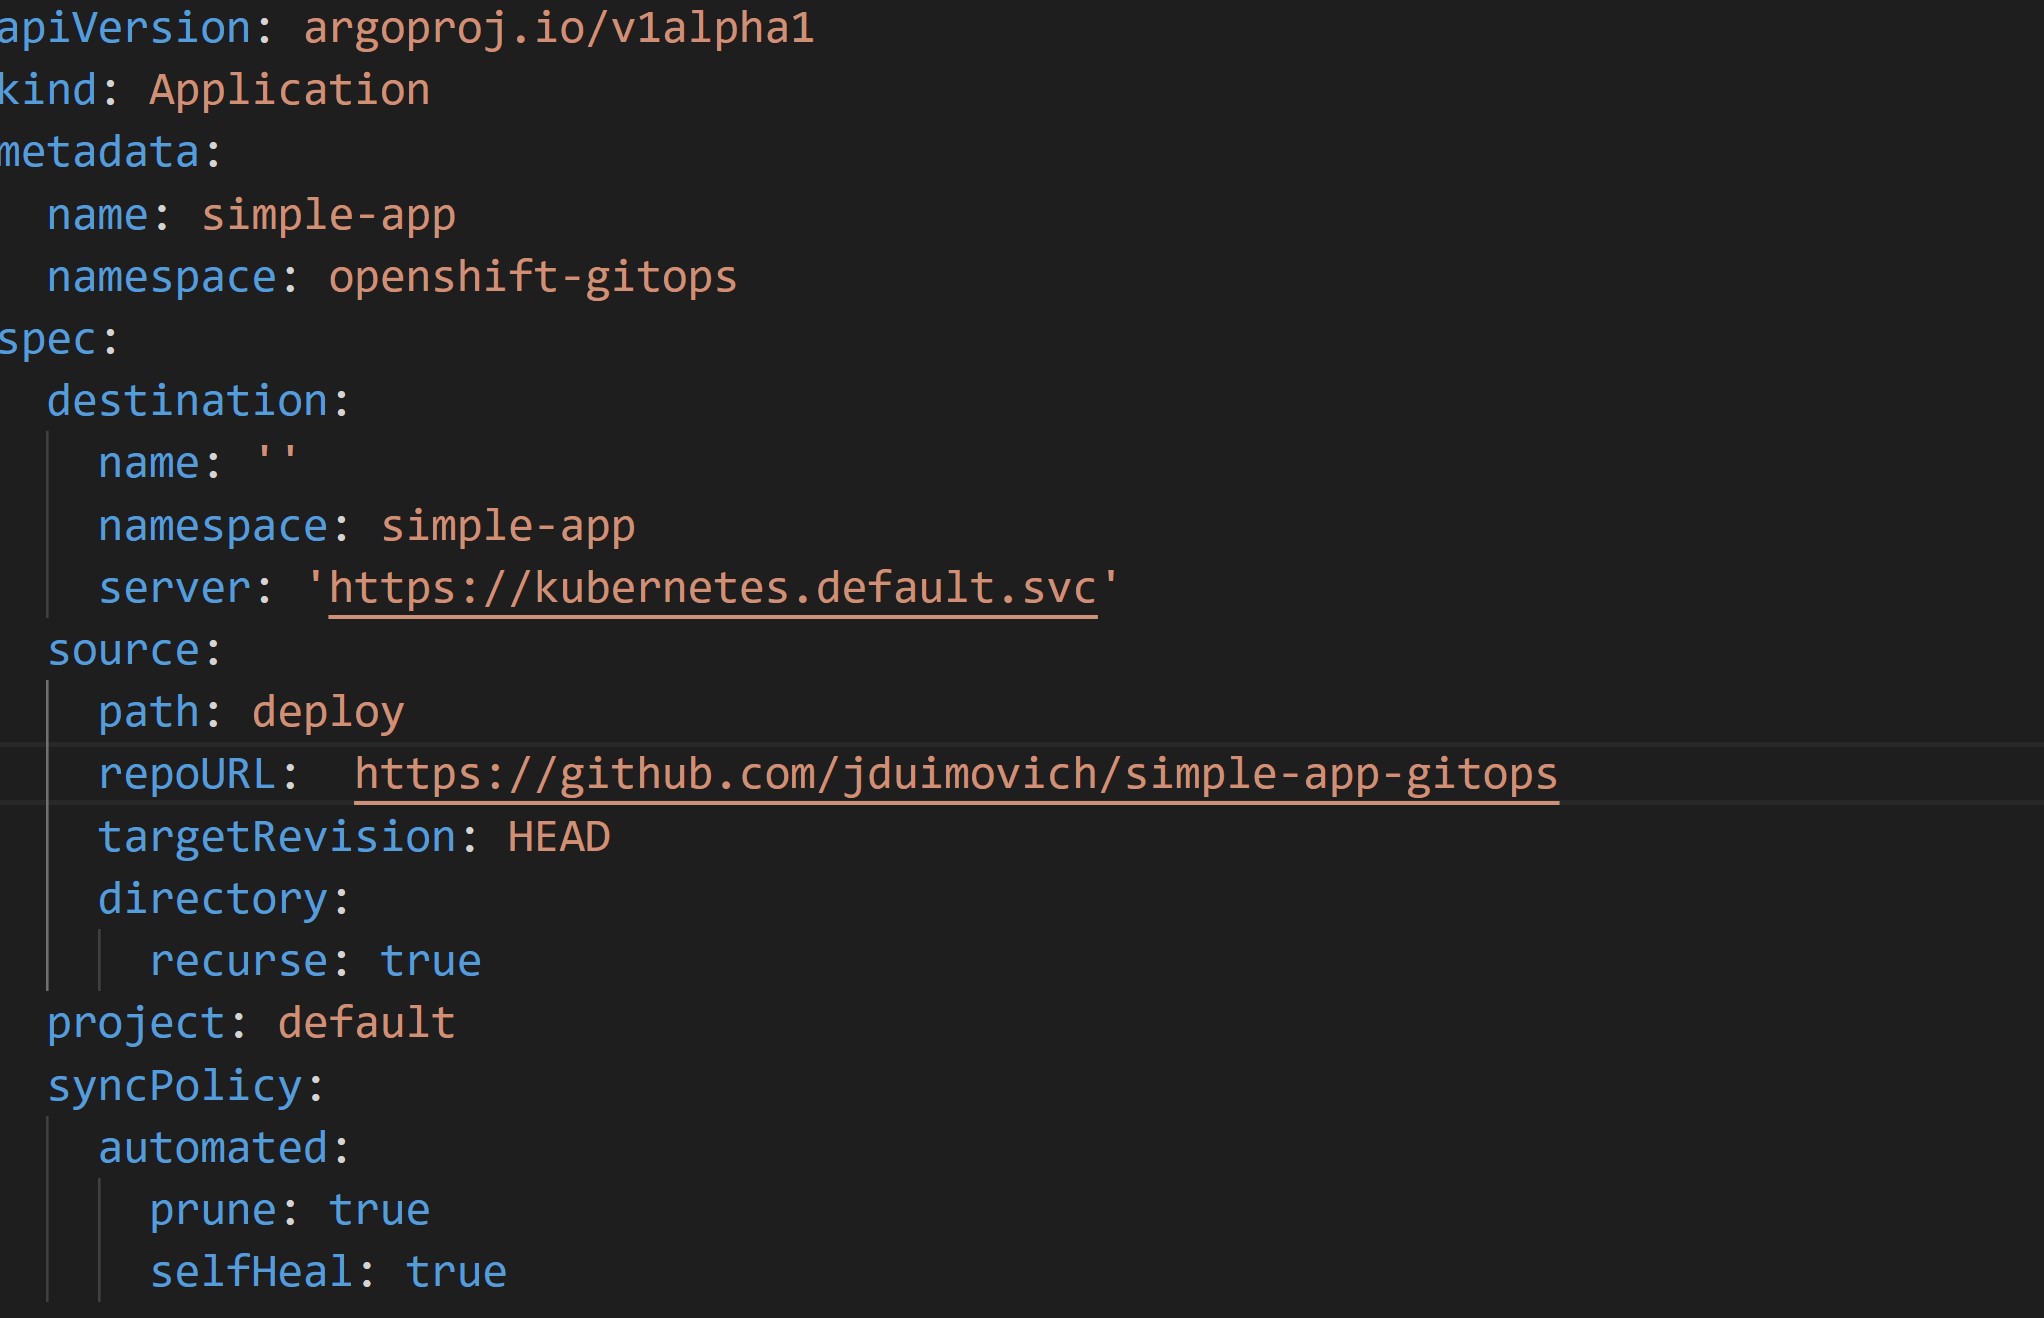 apiVersion: argoproj.io/v1alpha1
kind: Application
metadata:
  name: simple-app
  namespace: openshift-gitops
spec:
  destination:
    name: ''
    namespace: simple-app
    server: 'https://kubernetes.default.svc'
  source:
    path: deploy
    repoURL:  https://github.com/jduimovich/simple-app-gitops
    targetRevision: HEAD
    directory:
      recurse: true
  project: default
  syncPolicy:
    automated:
      prune: true
      selfHeal: true